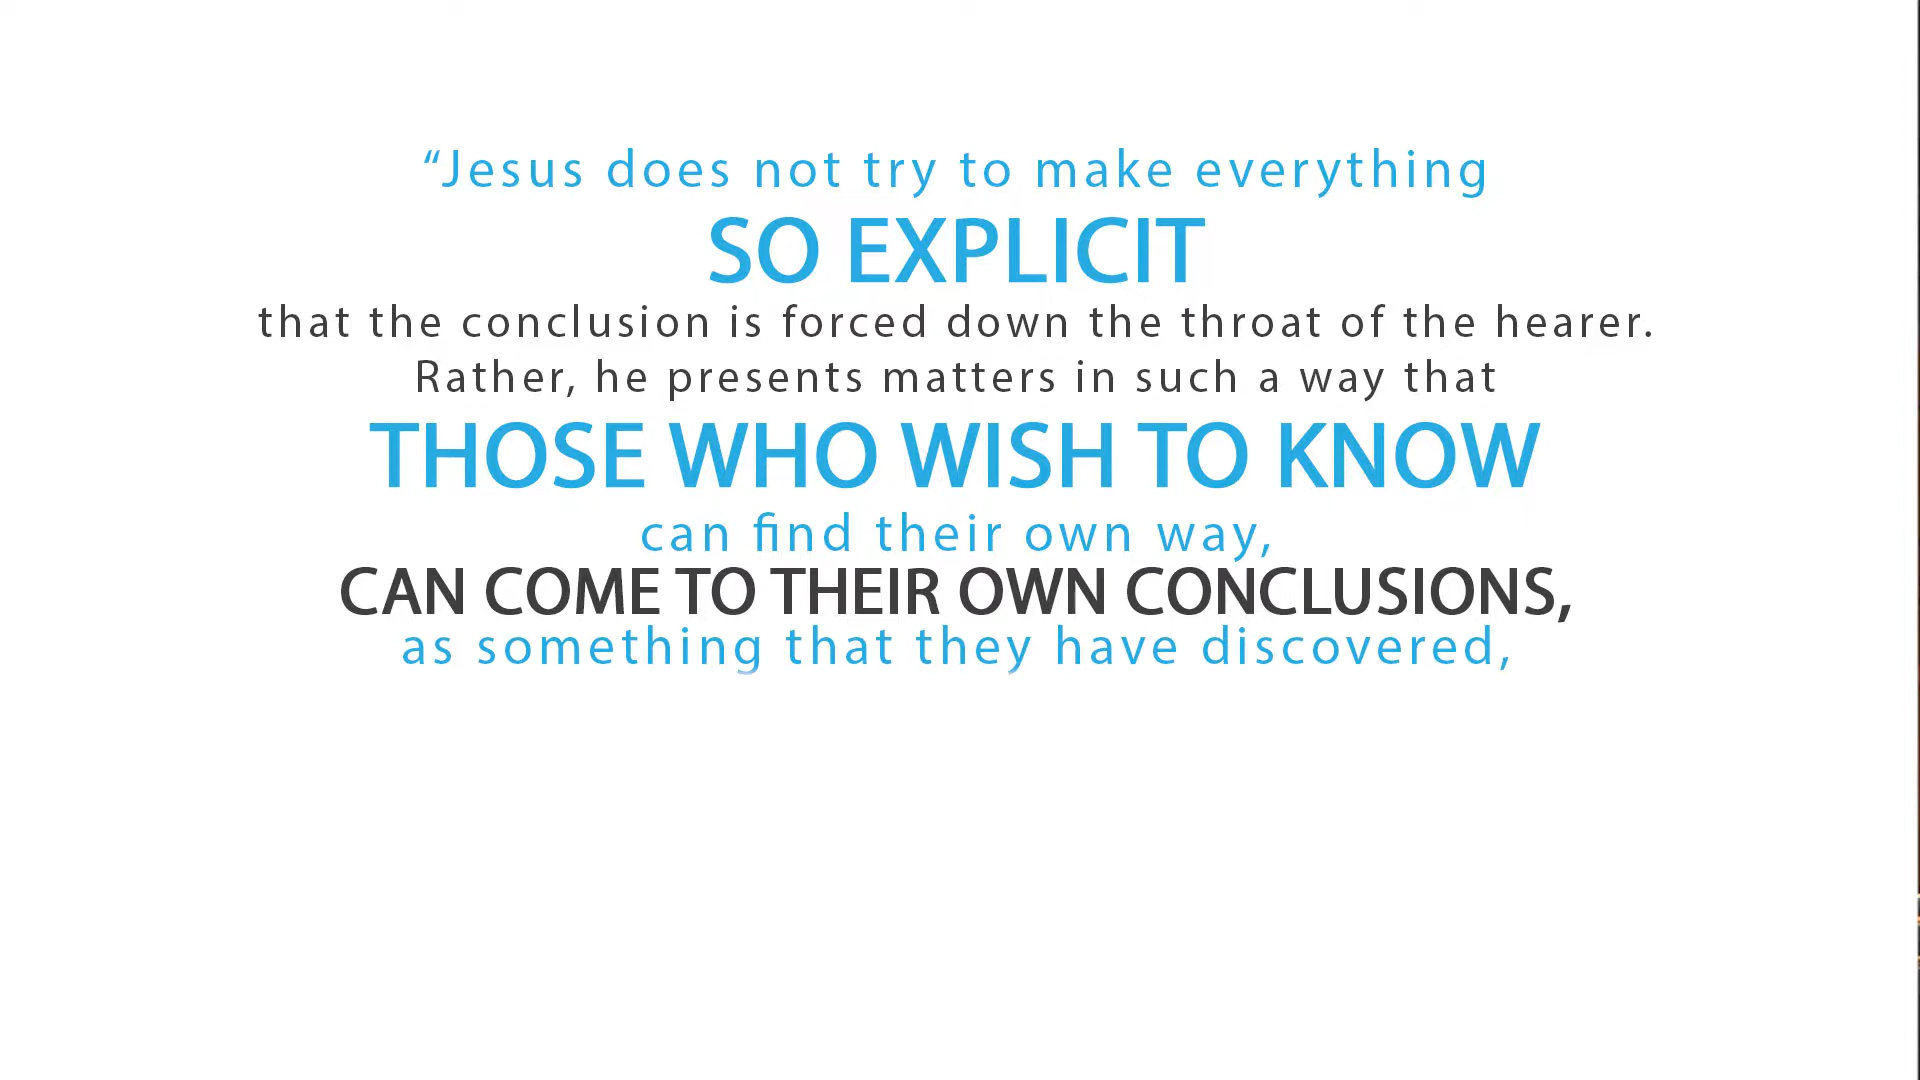 “Jesus does not try to make everything
SO EXPLICIT
that the conclusion is forced down the throat of the hearer.
Rather, he presents matters in such a way that
THOSE WHO WISH TO KNOW
can find their own way,
CAN COME TO THEIR OWN CONCLUSIONS,
as something that they have discovered,